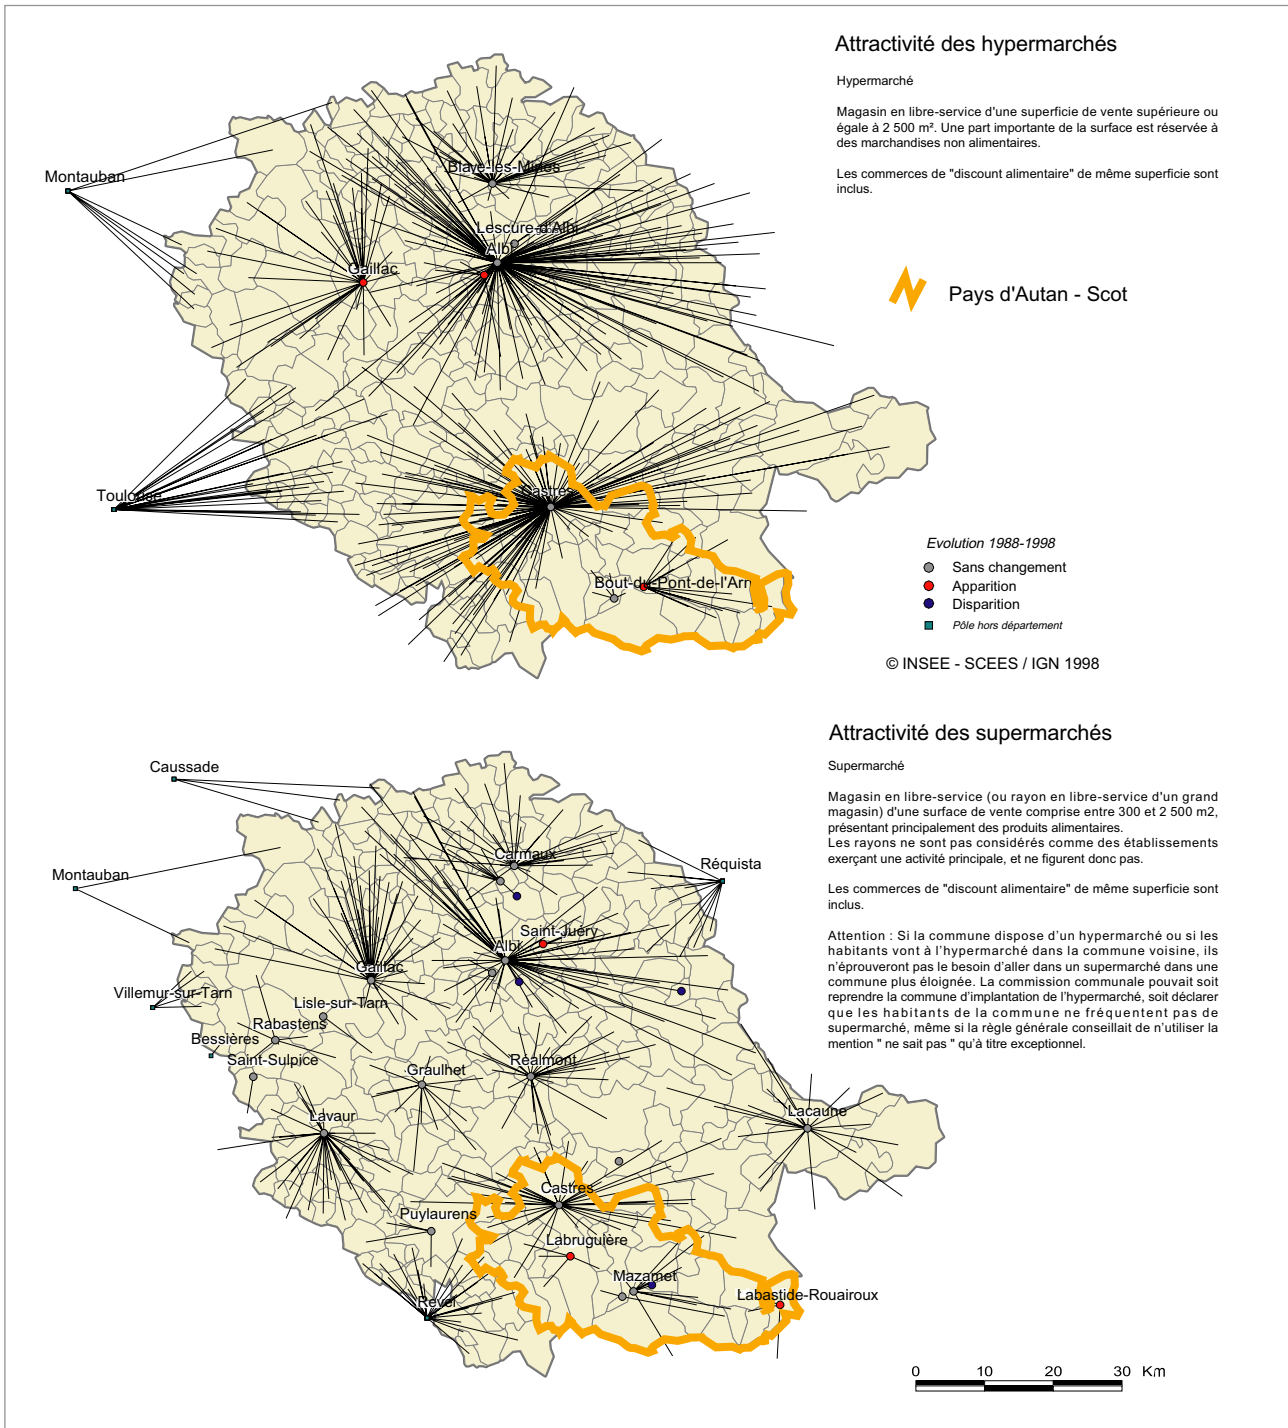 Attractivité des hypermarchés
Hypermarché
Magasin en libre-service d'une superficie de vente supérieure ou
égale à 2 500 m². Une part importante de la surface est réservée à
des marchandises non alimentaires.
Les commerces de "discount alimentaire" de même superficie sont
inclus.
Pays d'Autan - Scot
Montauban
Blaye-les-Mines
Lescure-d'Albi
Albi
Gaillac
Toulouse
Castres
Bout-du-Pont-de-l'Arn
Evolution 1988-1998
Sans changement
Apparition
Disparition
Pôle hors département
© INSEE - SCEES / IGN 1998
Attractivité des supermarchés
Supermarché
Magasin en libre-service (ou rayon en libre-service d'un grand
magasin) d'une surface de vente comprise entre 300 et 2 500 m2,
présentant principalement des produits alimentaires.
Les rayons ne sont pas considérés comme des établissements
exerçant une activité principale, et ne figurent donc pas.
Les commerces de "discount alimentaire" de même superficie sont
inclus.
Attention : Si la commune dispose d'un hypermarché ou si les
habitants vont à l'hypermarché dans la commune voisine, ils
n'éprouveront pas le besoin d'aller dans un supermarché dans une
commune plus éloignée. La commission communale pouvait soit
reprendre la commune d'implantation de l'hypermarché, soit déclarer
que les habitants de la commune ne fréquentent pas de
supermarché, même si la règle générale conseillait de n'utiliser la
mention " ne sait pas " qu'à titre exceptionnel.
Caussade
Carmaux
Réquista
Montauban
Saint-Juéry
Albi
Gaillac
Villemur-sur-Tarn
Lisle-sur-Tarn
Rabastens
Bessières
Saint-Sulpice
Graulhet
Réalmont
Lavaur
Lacaune
Castres
Puylaurens
Labruguière
Mazamet
Revel
Labastide-Rouairoux
0 10 20 30 Km